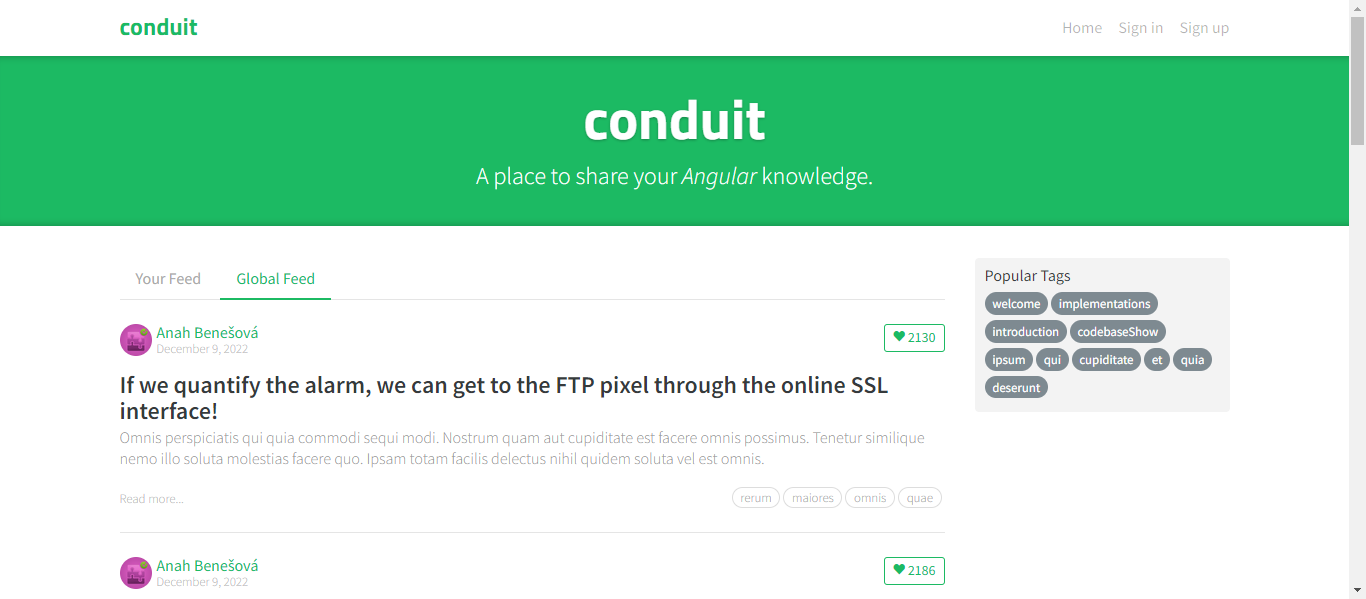 conduit
Home Sign in Sign up
conduit
A place to share your Angular knowledge.
Your Feed Global Feed
Anah Benešová
December 9, 2022
2130
If we quantify the alarm, we can get to the FTP pixel through the online SSL
interface!
Omnis perspiciatis qui quia commodi sequi modi. Nostrum quam aut cupiditate est facere omnis possimus. Tenetur similique
nemo illo soluta molestias facere quo. Ipsam totam facilis delectus nihil quidem soluta vel est omnis.
Read more...
rerum maiores omnis quae
Anah Benešová
December 9, 2022
2186
Popular Tags
welcome implementations
introduction codebaseShow
ipsum qui cupiditate et quia
deserunt